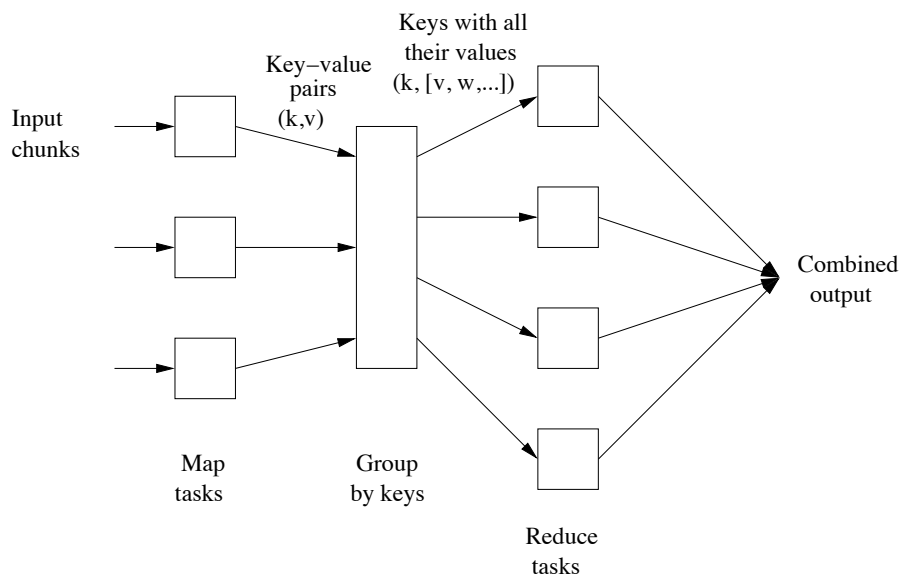 Keys with all
their values
(k, [v, w,...])
Key−value
pairs
(k,v)
Input
chunks
Combined
output
Map
tasks
Group
by keys
Reduce
tasks